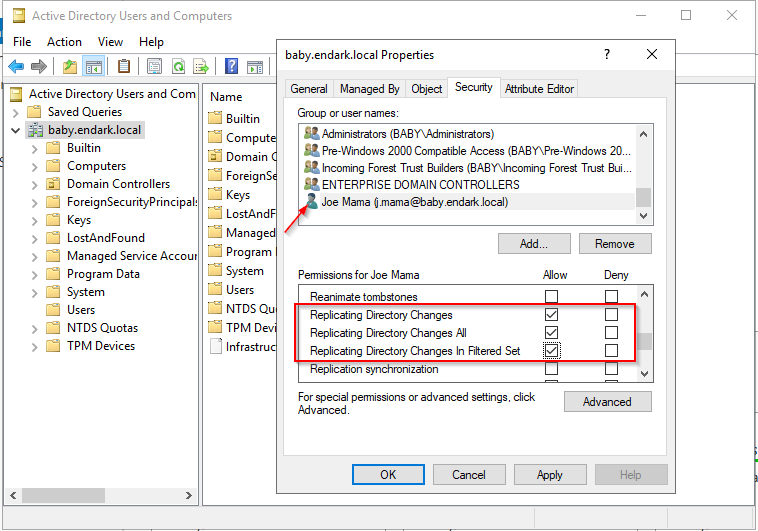 Active Directory Users and Computers
File Action View Help
Active Directory Users and Comp
Saved Queries
baby.endark.local
Builtin
Computers
Domain Controllers
ForeignSecurityPrincipals
Keys
LostAndFound
Managed Service Accour
Program Data
System
Users
NTDS Quotas
TPM Devices
Name
Builtin
Compute
Domain C
ForeignSe
Keys
LostAndF
Managed
Program I
System
Users
NTDS Qu
TPM Devi
Infrastruc
baby.endark.local Properties
General Managed By Object Security Attribute Editor
Group or user names:
Administrators (BABY\Administrators)
Pre-Windows 2000 Compatible Access (BABY\Pre-Windows 20...
Incoming Forest Trust Builders (BABY\Incoming Forest Trust Buil...
ENTERPRISE DOMAIN CONTROLLERS
Joe Mama (j.mama@baby.endark.local)
Add... Remove
Permissions for Joe Mama Allow Deny
Reanimate tombstones
Replicating Directory Changes
Replicating Directory Changes All
Replicating Directory Changes In Filtered Set
Replication synchronization
For special permissions or advanced settings, click
Advanced.
Advanced
OK Cancel Apply Help